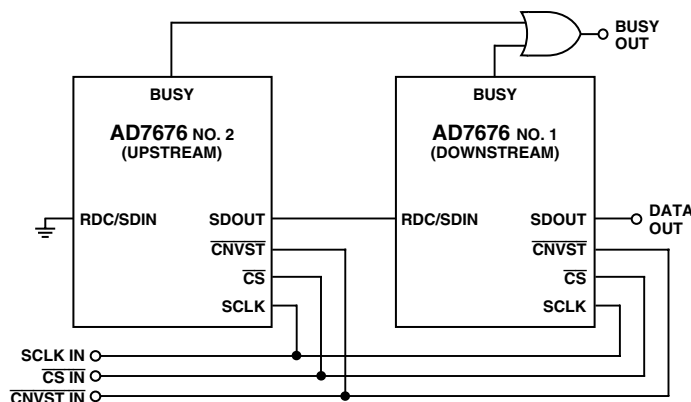 BUSY
OUT
BUSY
AD7676 NO. 2
(UPSTREAM)
RDC/SDIN
SDOUT
CNVST
CS
SCLK
BUSY
AD7676 NO. 1
(DOWNSTREAM)
RDC/SDIN
SDOUT
CNVST
CS
SCLK
DATA
OUT
SCLK IN
CS IN
CNVST IN